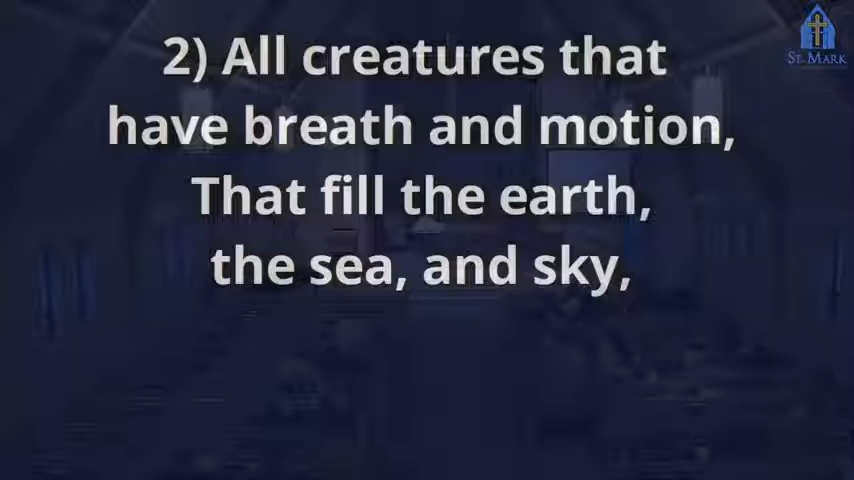 2) All creatures that
have breath and motion,
That fill the earth,
the sea, and sky,
ST. MARK